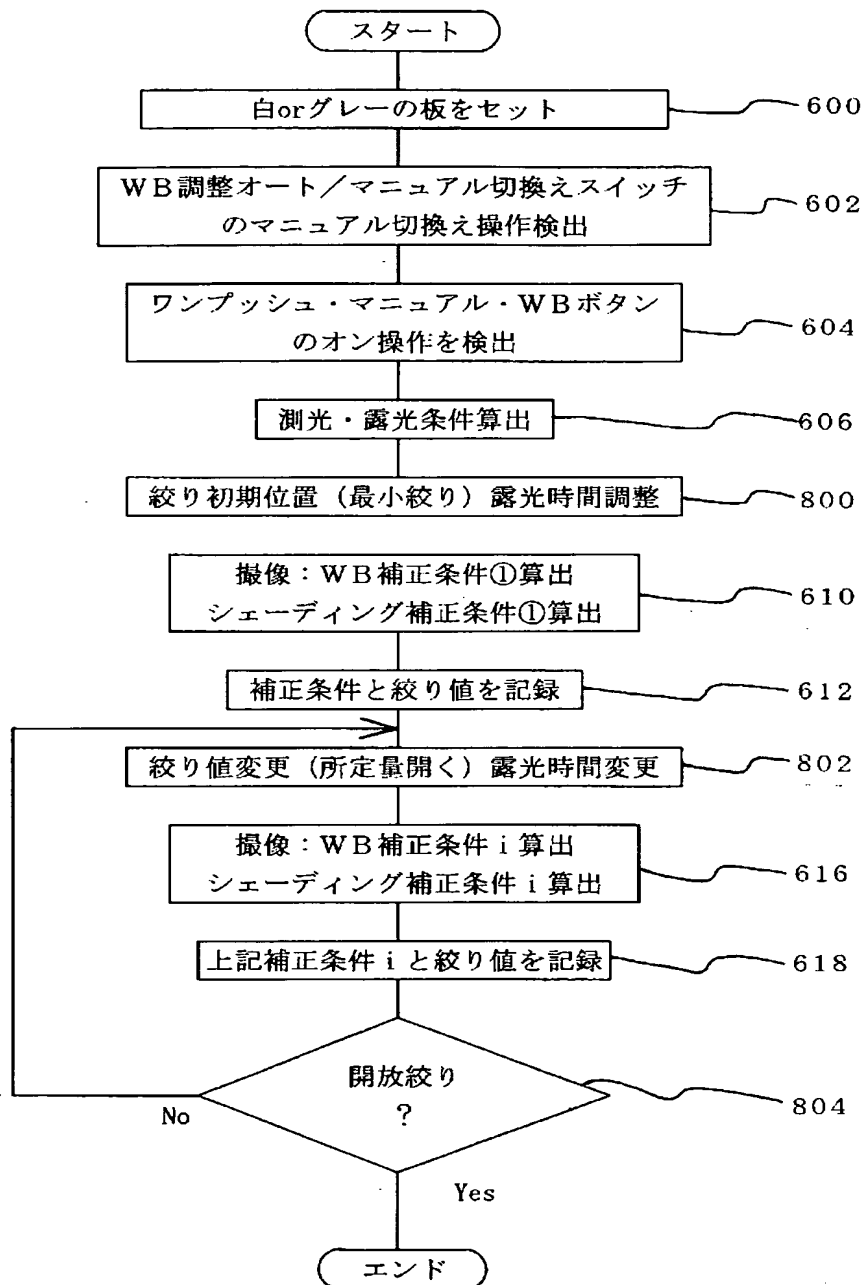 スタート
白orグレーの板をセット
600
WB調整オート/マニュアル切換えスイッチ
のマニュアル切換え操作検出
602
ワンプッシュ・マニュアル・WBボタン
のオン操作を検出
604
測光・露光条件算出
606
絞り初期位置(最小絞り)露光時間調整
800
撮像:WB補正条件①算出
シェーディング補正条件①算出
610
補正条件と絞り値を記録
612
絞り値変更(所定量開く)露光時間変更
802
撮像:WB補正条件i算出
シェーディング補正条件i算出
616
上記補正条件iと絞り値を記録
618
開放絞り
?
804
No
Yes
エンド